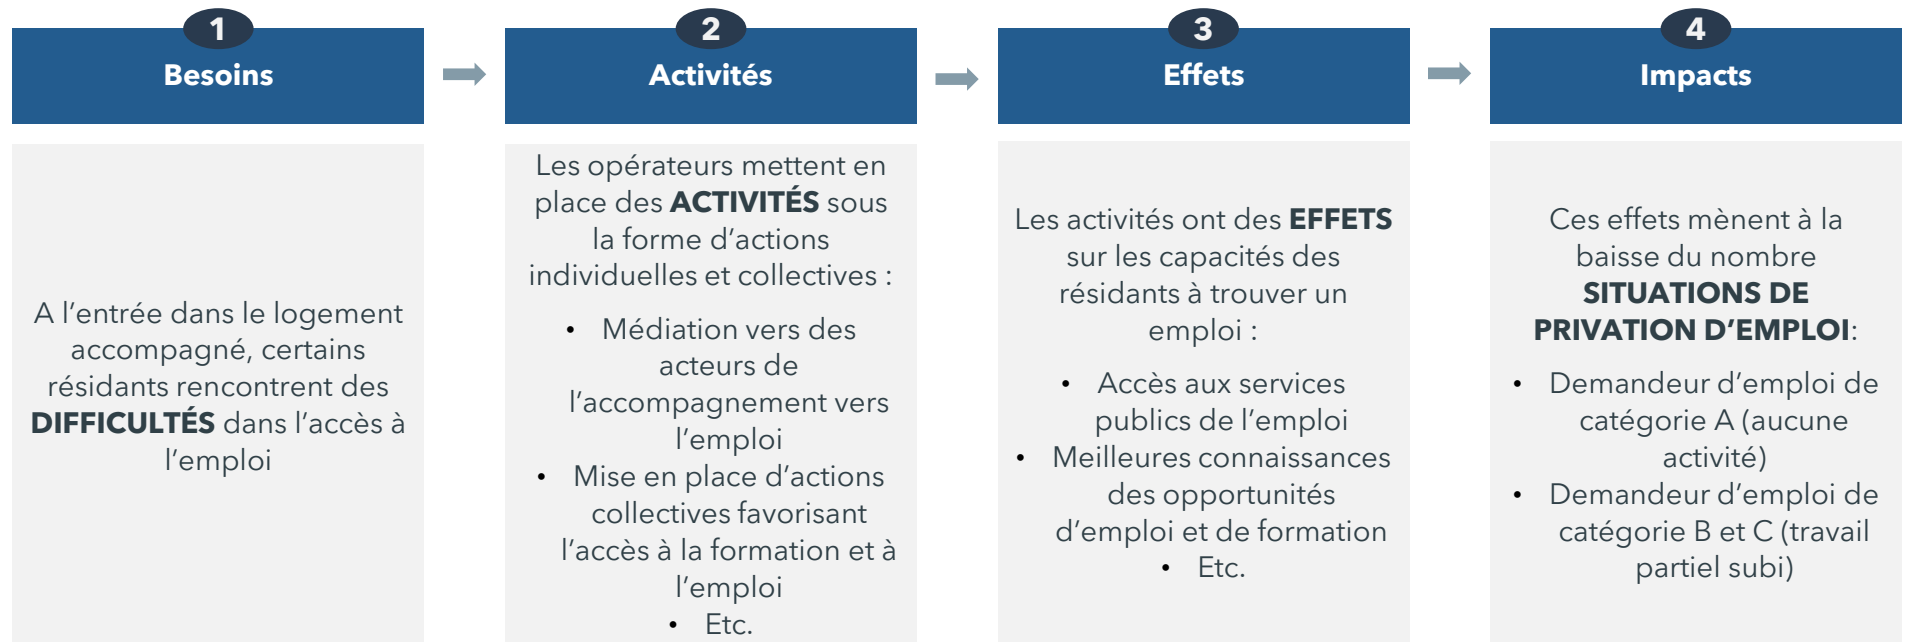 1
Besoins
A l’entrée dans le logement
accompagné, certains
résidants rencontrent des
DIFFICULTÉS dans l’accès à
l’emploi
2
Activités
Les opérateurs mettent en
place des ACTIVITÉS sous
la forme d’actions
individuelles et collectives :
• Médiation vers des
acteurs de
l’accompagnement vers
l’emploi
• Mise en place d’actions
collectives favorisant
l’accès à la formation et à
l’emploi
• Etc.
3
Effets
Les activités ont des EFFETS
sur les capacités des
résidants à trouver un
emploi :
• Accès aux services
publics de l’emploi
• Meilleures connaissances
des opportunités
d’emploi et de formation
• Etc.
4
Impacts
Ces effets mènent à la
baisse du nombre
SITUATIONS DE
PRIVATION D’EMPLOI:
• Demandeur d’emploi de
catégorie A (aucune
activité)
• Demandeur d’emploi de
catégorie B et C (travail
partiel subi)